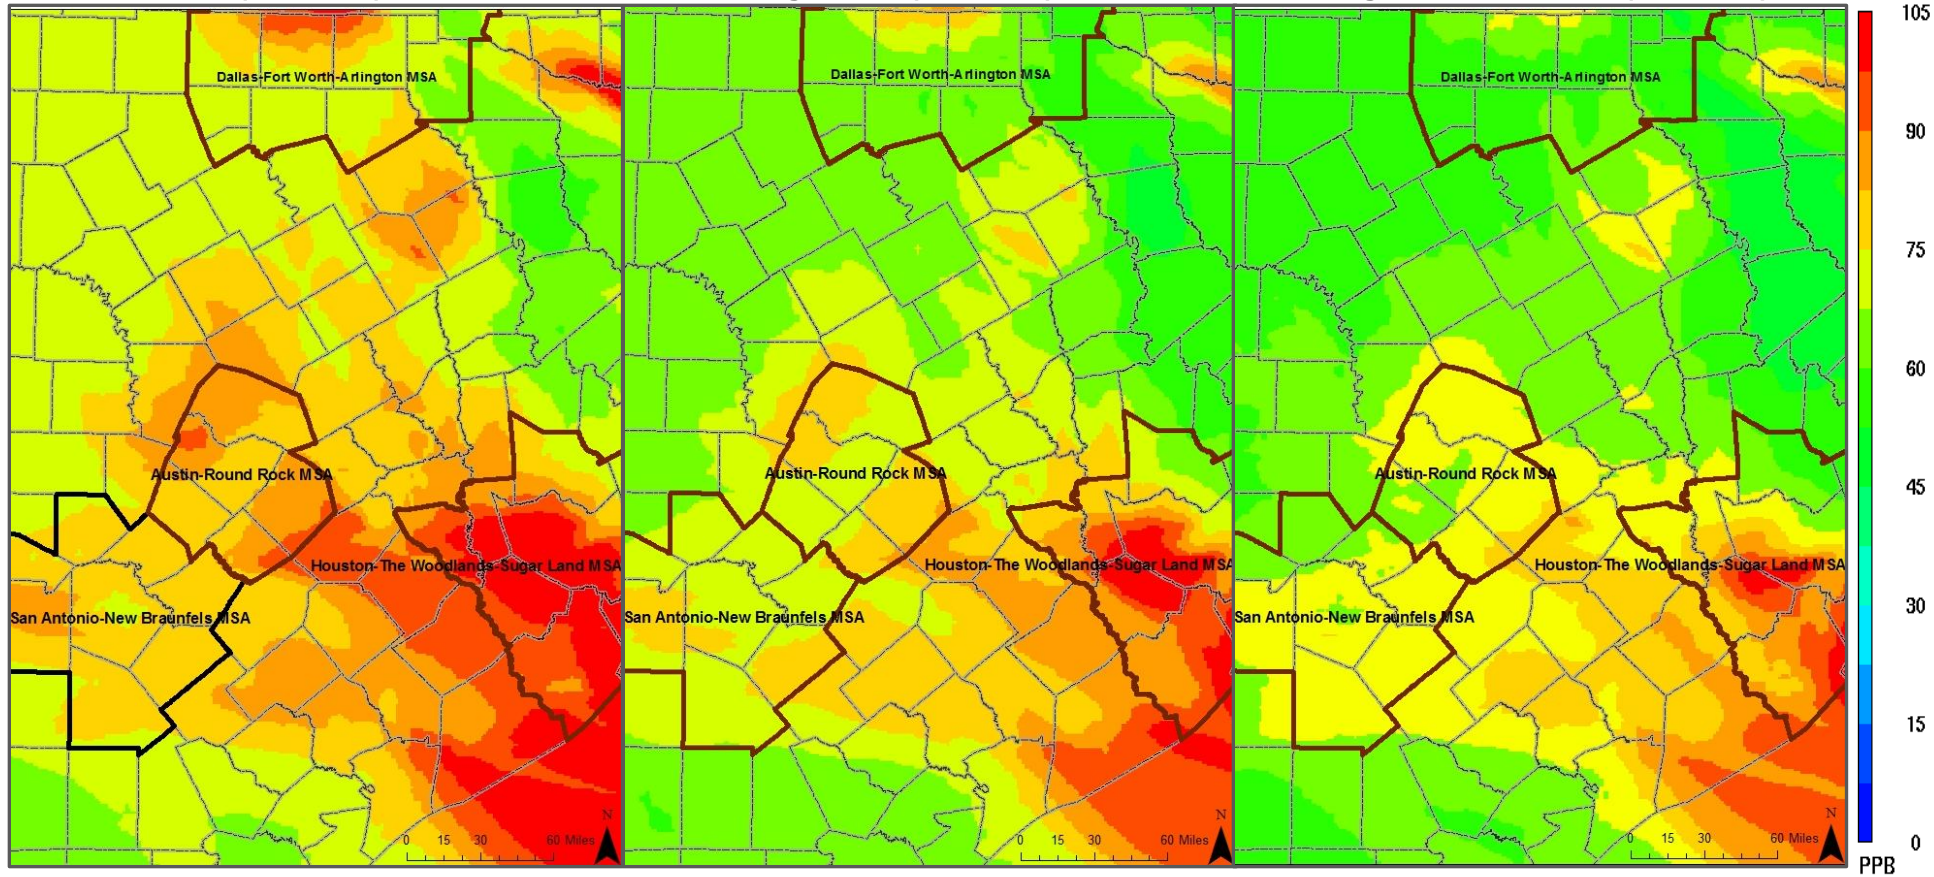 Dallas-Fort Worth-Arlington MSA
Austin-Round Rock MSA
Houston-The Woodlands-Sugar Land MSA
San Antonio-New Braunfels MSA
N
0 15 30 60 Miles
Dallas-Fort Worth-Arlington MSA
Austin-Round Rock MSA
Houston-The Woodlands-Sugar Land MSA
San Antonio-New Braunfels MSA
N
0 15 30 60 Miles
Dallas-Fort Worth-Arlington MSA
Austin-Round Rock MSA
Houston-The Woodlands-Sugar Land MSA
San Antonio-New Braunfels MSA
N
0 15 30 60 Miles
105
90
75
60
45
30
15
0
PPB